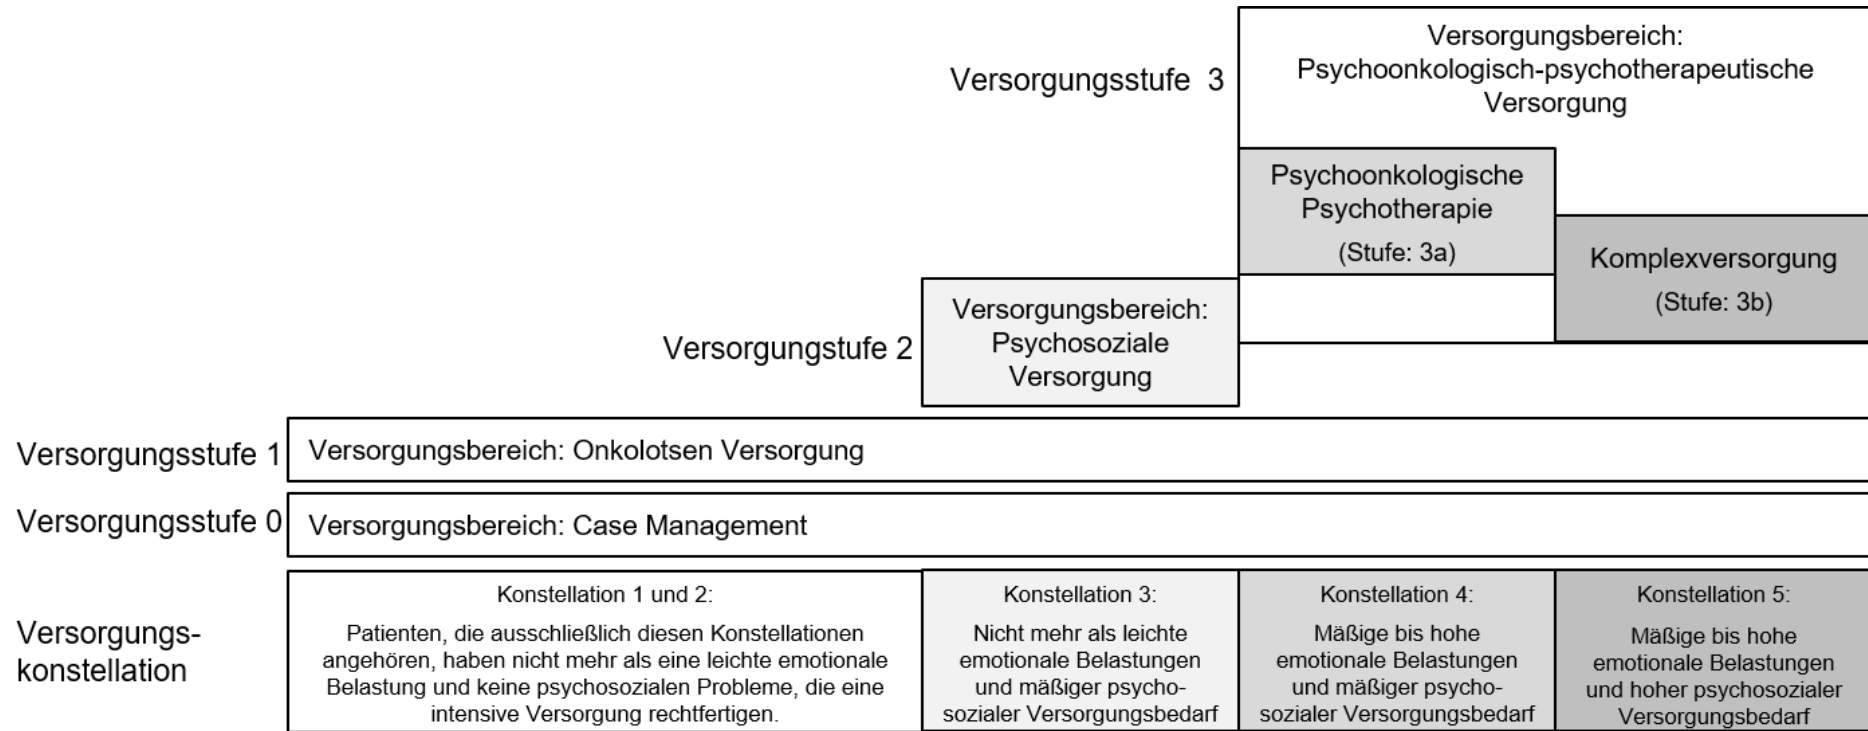 Versorgungsstufe 3
Versorgungsbereich:
Psychoonkologisch-psychotherapeutische
Versorgung
Psychoonkologische
Psychotherapie
(Stufe: 3a)
Komplexversorgung
(Stufe: 3b)
Versorgungstufe 2
Versorgungsbereich:
Psychosoziale
Versorgung
Versorgungsstufe 1
Versorgungsbereich: Onkolotsen Versorgung
Versorgungsstufe 0
Versorgungsbereich: Case Management
Versorgungs-
konstellation
Konstellation 1 und 2:
Patienten, die ausschließlich diesen Konstellationen
angehören, haben nicht mehr als eine leichte emotionale
Belastung und keine psychosozialen Probleme, die eine
intensive Versorgung rechtfertigen.
Konstellation 3:
Nicht mehr als leichte
emotionale Belastungen
und mäßiger psycho-
sozialer Versorgungsbedarf
Konstellation 4:
Mäßige bis hohe
emotionale Belastungen
und mäßiger psycho-
sozialer Versorgungsbedarf
Konstellation 5:
Mäßige bis hohe
emotionale Belastungen
und hoher psychosozialer
Versorgungsbedarf